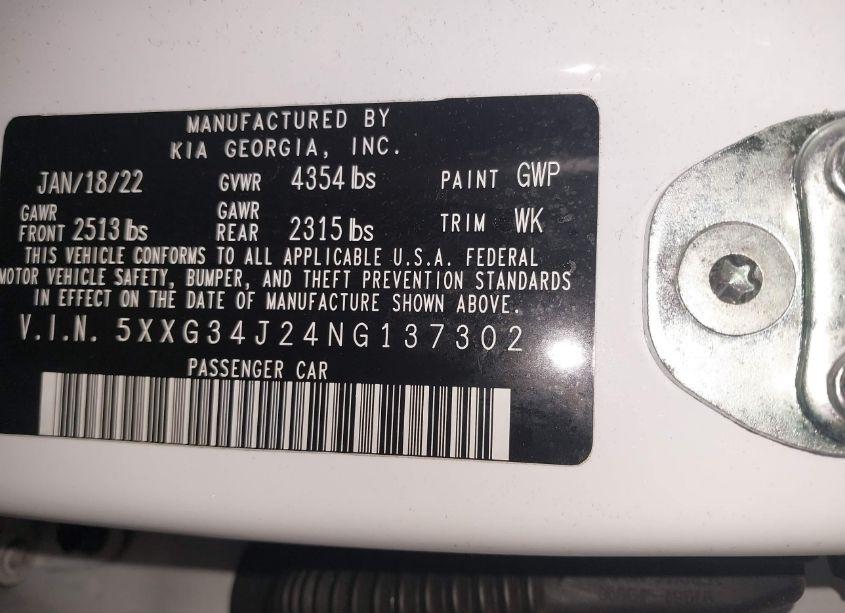 MANUFACTURED BY
KIA GEORGIA, INC.
JAN/18/22 GVWR 4354 lbs PAINT GWP
GAWR FRONT 2513 lbs GAWR REAR 2315 lbs TRIM WK
THIS VEHICLE CONFORMS TO ALL APPLICABLE U.S.A. FEDERAL
MOTOR VEHICLE SAFETY, BUMPER, AND THEFT PREVENTION STANDARDS
IN EFFECT ON THE DATE OF MANUFACTURE SHOWN ABOVE.
V.I.N. 5XXG34J24NG137302
PASSENGER CAR